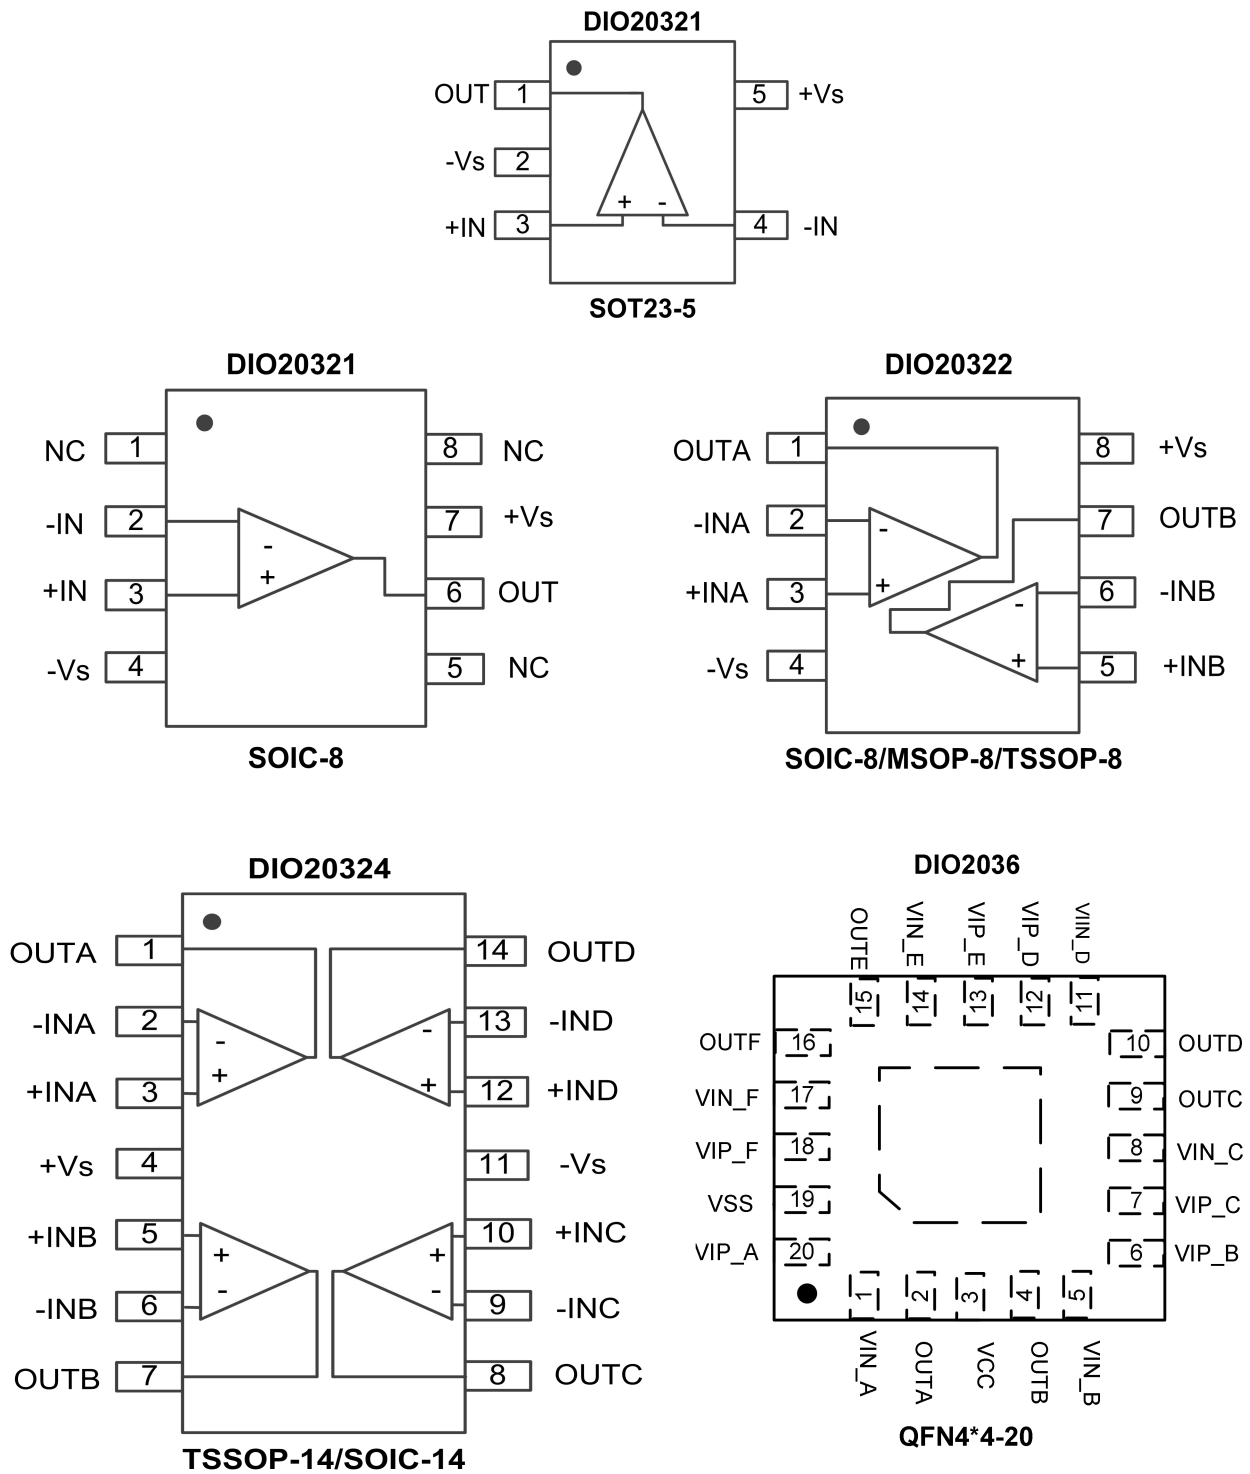 DIO20321
OUT 1 5 +Vs
-Vs 2
+ -
+IN 3 4 -IN
SOT23-5
DIO20321
NC 1 8 NC
-IN 2 7 +Vs
-
+
+IN 3 6 OUT
-Vs 4 5 NC
SOIC-8
DIO20322
OUTA 1 8 +Vs
-INA 2 - 7 OUTB
+INA 3 + - 6 -INB
-Vs 4 + 5 +INB
SOIC-8/MSOP-8/TSSOP-8
DIO20324
OUTA 1 14 OUTD
-INA 2 - - 13 -IND
+INA 3 + + 12 +IND
+Vs 4 11 -Vs
+INB 5 + + 10 +INC
-INB 6 - - 9 -INC
OUTB 7 8 OUTC
TSSOP-14/SOIC-14
DIO2036
OUTE VIN_E VIP_E VIP_D VIIN_D
15 14 13 12 11
OUTF 16 10 OUTD
VIN_F 17 9 OUTC
VIP_F 18 8 VIN_C
VSS 19 7 VIP_C
VIP_A 20 6 VIP_B
1 2 3 4 5
VIN_A OUTA VCC OUTB VIN_B
QFN4*4-20